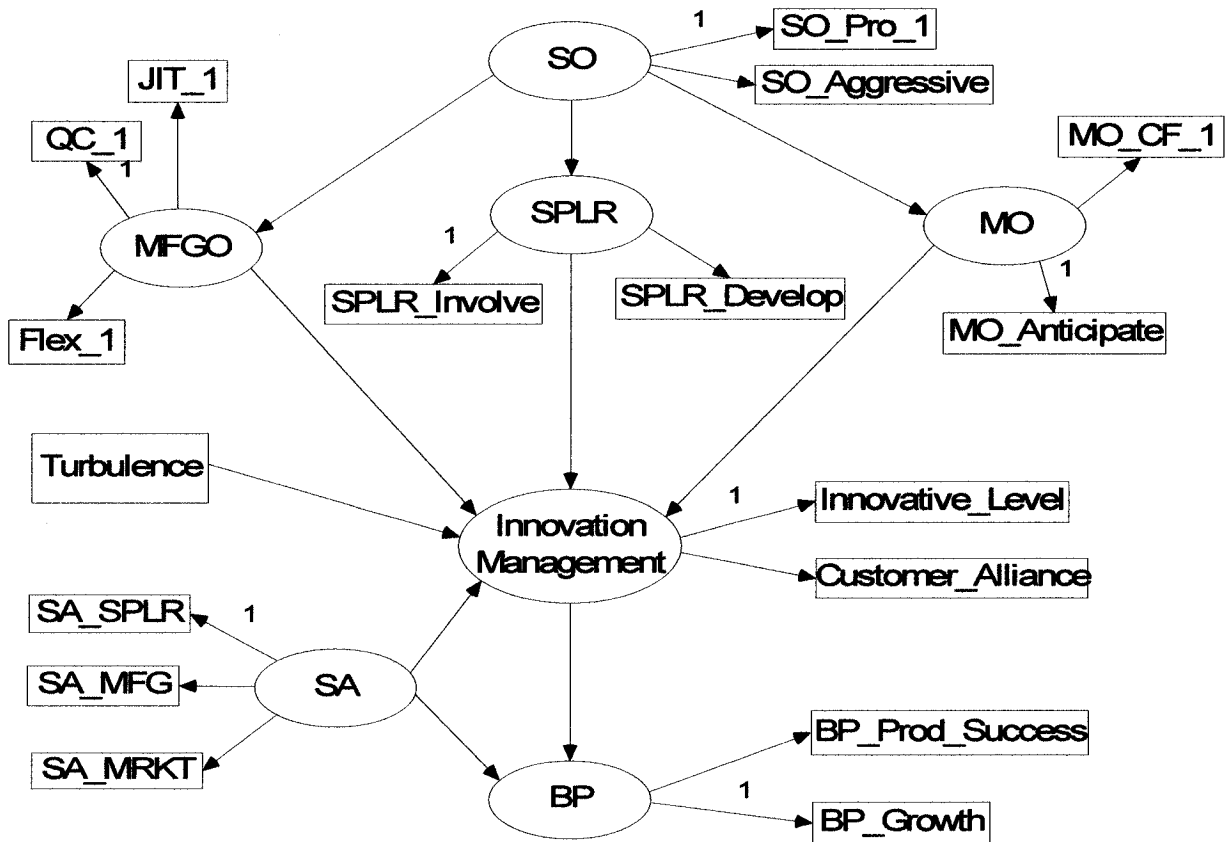 1
SO_Pro_1
SO
JIT_1
SO_Aggressive
QC_1
1
MO_CF_1
SPLR
MO
MFGO
1
1
SPLR_Involve
SPLR_Develop
MO_Anticipate
Flex_1
Turbulence
1
Innovative_Level
Innovation
Management
Customer_Alliance
SA_SPLR
1
SA_MFG
SA
BP_Prod_Success
SA_MRKT
1
BP
BP_Growth